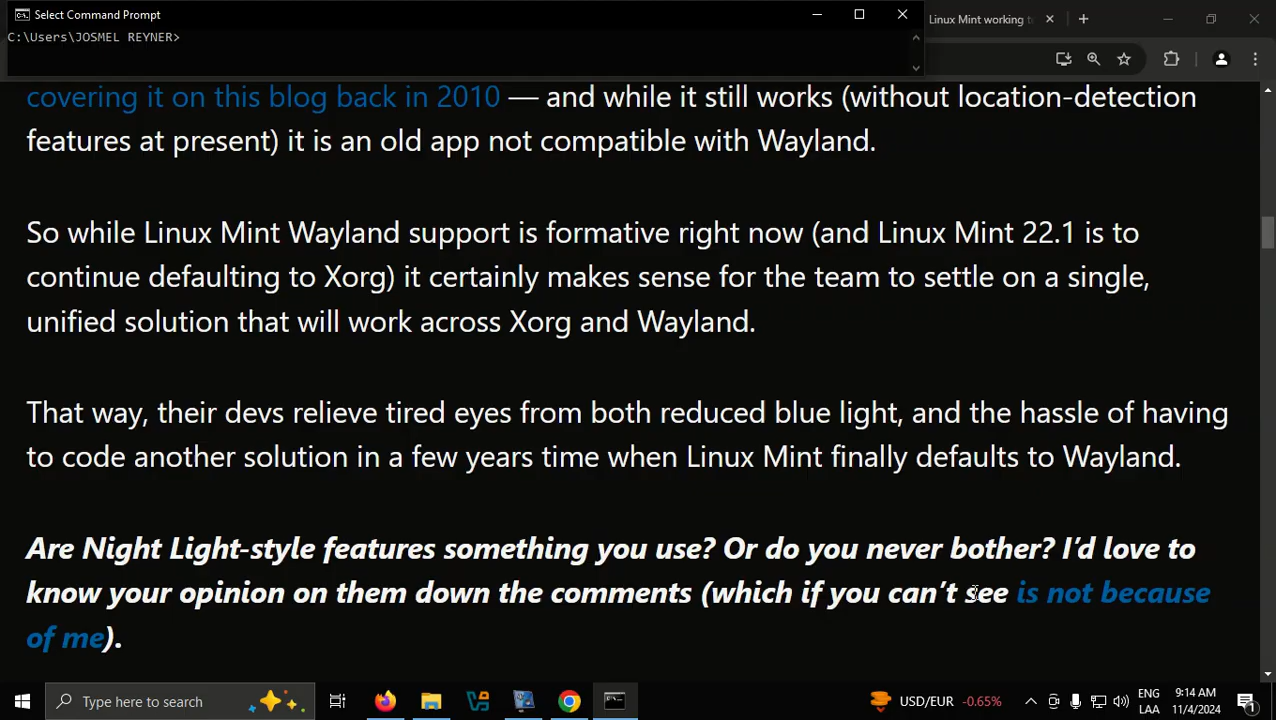 Select Command Prompt
Linux Mint working t
C:\Users\JOSMEL REYNER>
covering it on this blog back in 2010 — and while it still works (without location-detection
features at present) it is an old app not compatible with Wayland.
So while Linux Mint Wayland support is formative right now (and Linux Mint 22.1 is to
continue defaulting to Xorg) it certainly makes sense for the team to settle on a single,
unified solution that will work across Xorg and Wayland.
That way, their devs relieve tired eyes from both reduced blue light, and the hassle of having
to code another solution in a few years time when Linux Mint finally defaults to Wayland.
Are Night Light-style features something you use? Or do you never bother? I’d love to
know your opinion on them down the comments (which if you can’t see is not because
of me).
Type here to search
USD/EUR -0.65%
ENG
LAA
9:14 AM
11/4/2024
1